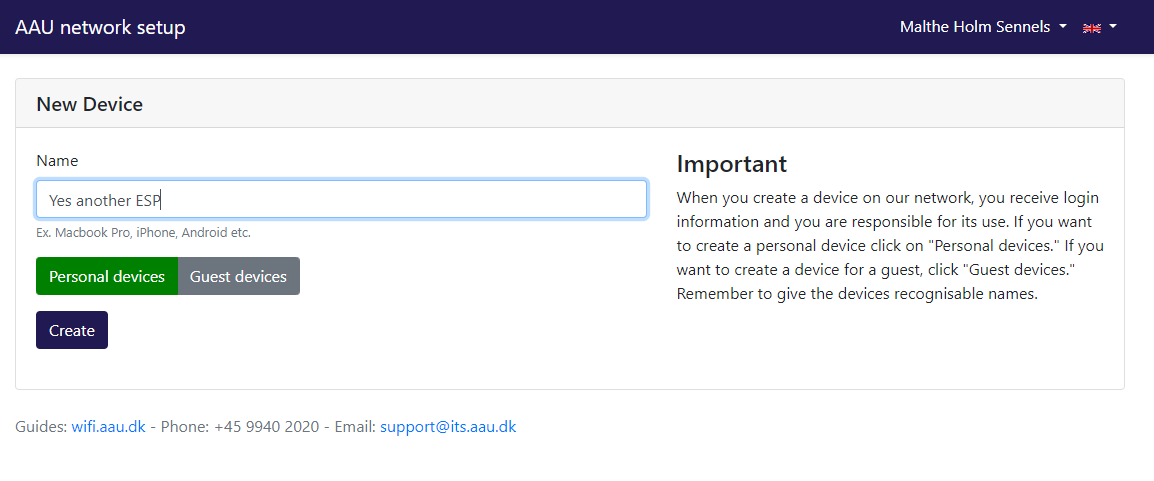 AAU network setup
Malthe Holm Sennels
New Device
Name
Yes another ESP
Ex. Macbook Pro, iPhone, Android etc.
Personal devices
Guest devices
Create
Important
When you create a device on our network, you receive login
information and you are responsible for its use. If you want
to create a personal device click on "Personal devices." If you
want to create a device for a guest, click "Guest devices."
Remember to give the devices recognisable names.
Guides: wifi.aau.dk - Phone: +45 9940 2020 - Email: support@its.aau.dk